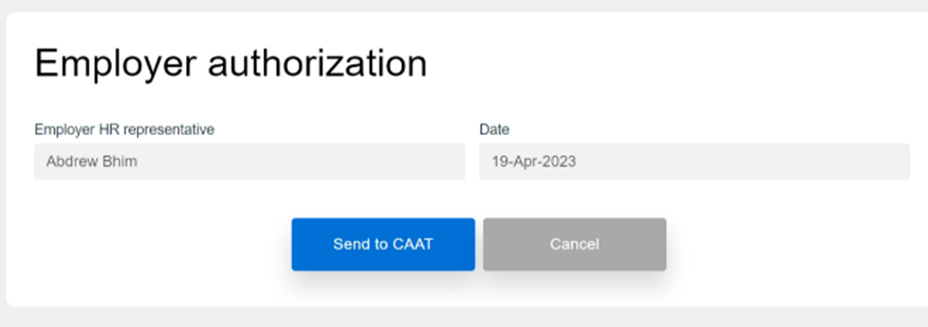 Employer authorization
Employer HR representative Date
Abdrew Bhim 19-Apr-2023
Send to CAAT Cancel